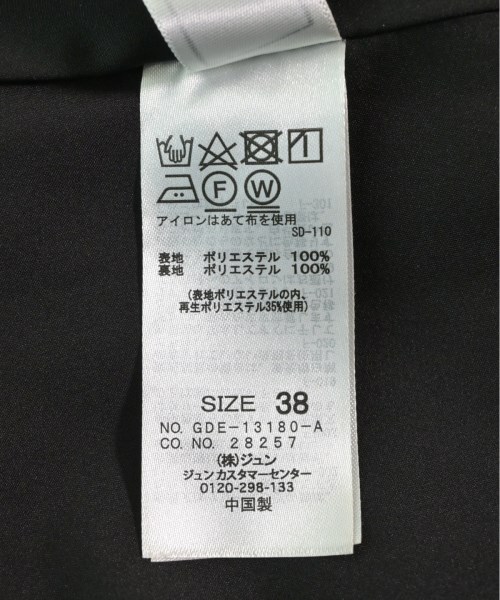 F W
アイロンはあて布を使用
SD-110
表地 ポリエステル 100%
裏地 ポリエステル 100%
(表地ポリエステルの内、
再生ポリエステル35%使用)
SIZE 38
NO. GDE-13180-A
CO. NO. 28257
(株)ジュン
ジュン カスタマーセンター
0120-298-133
中国製